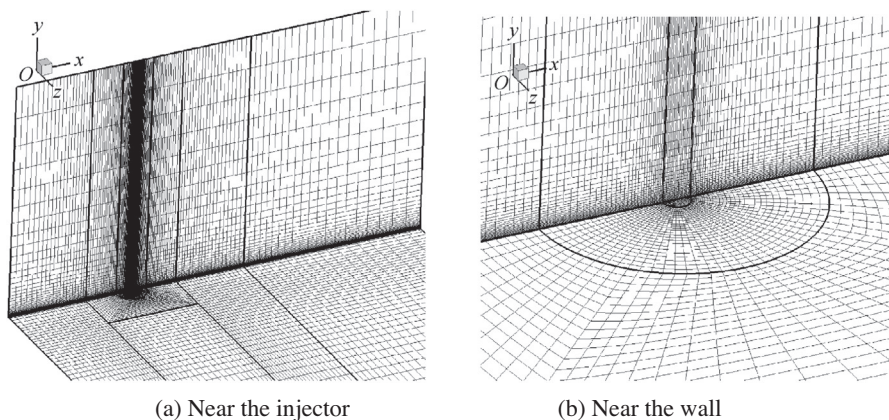 y
x
O
z
y
x
O
z
(a) Near the injector
(b) Near the wall